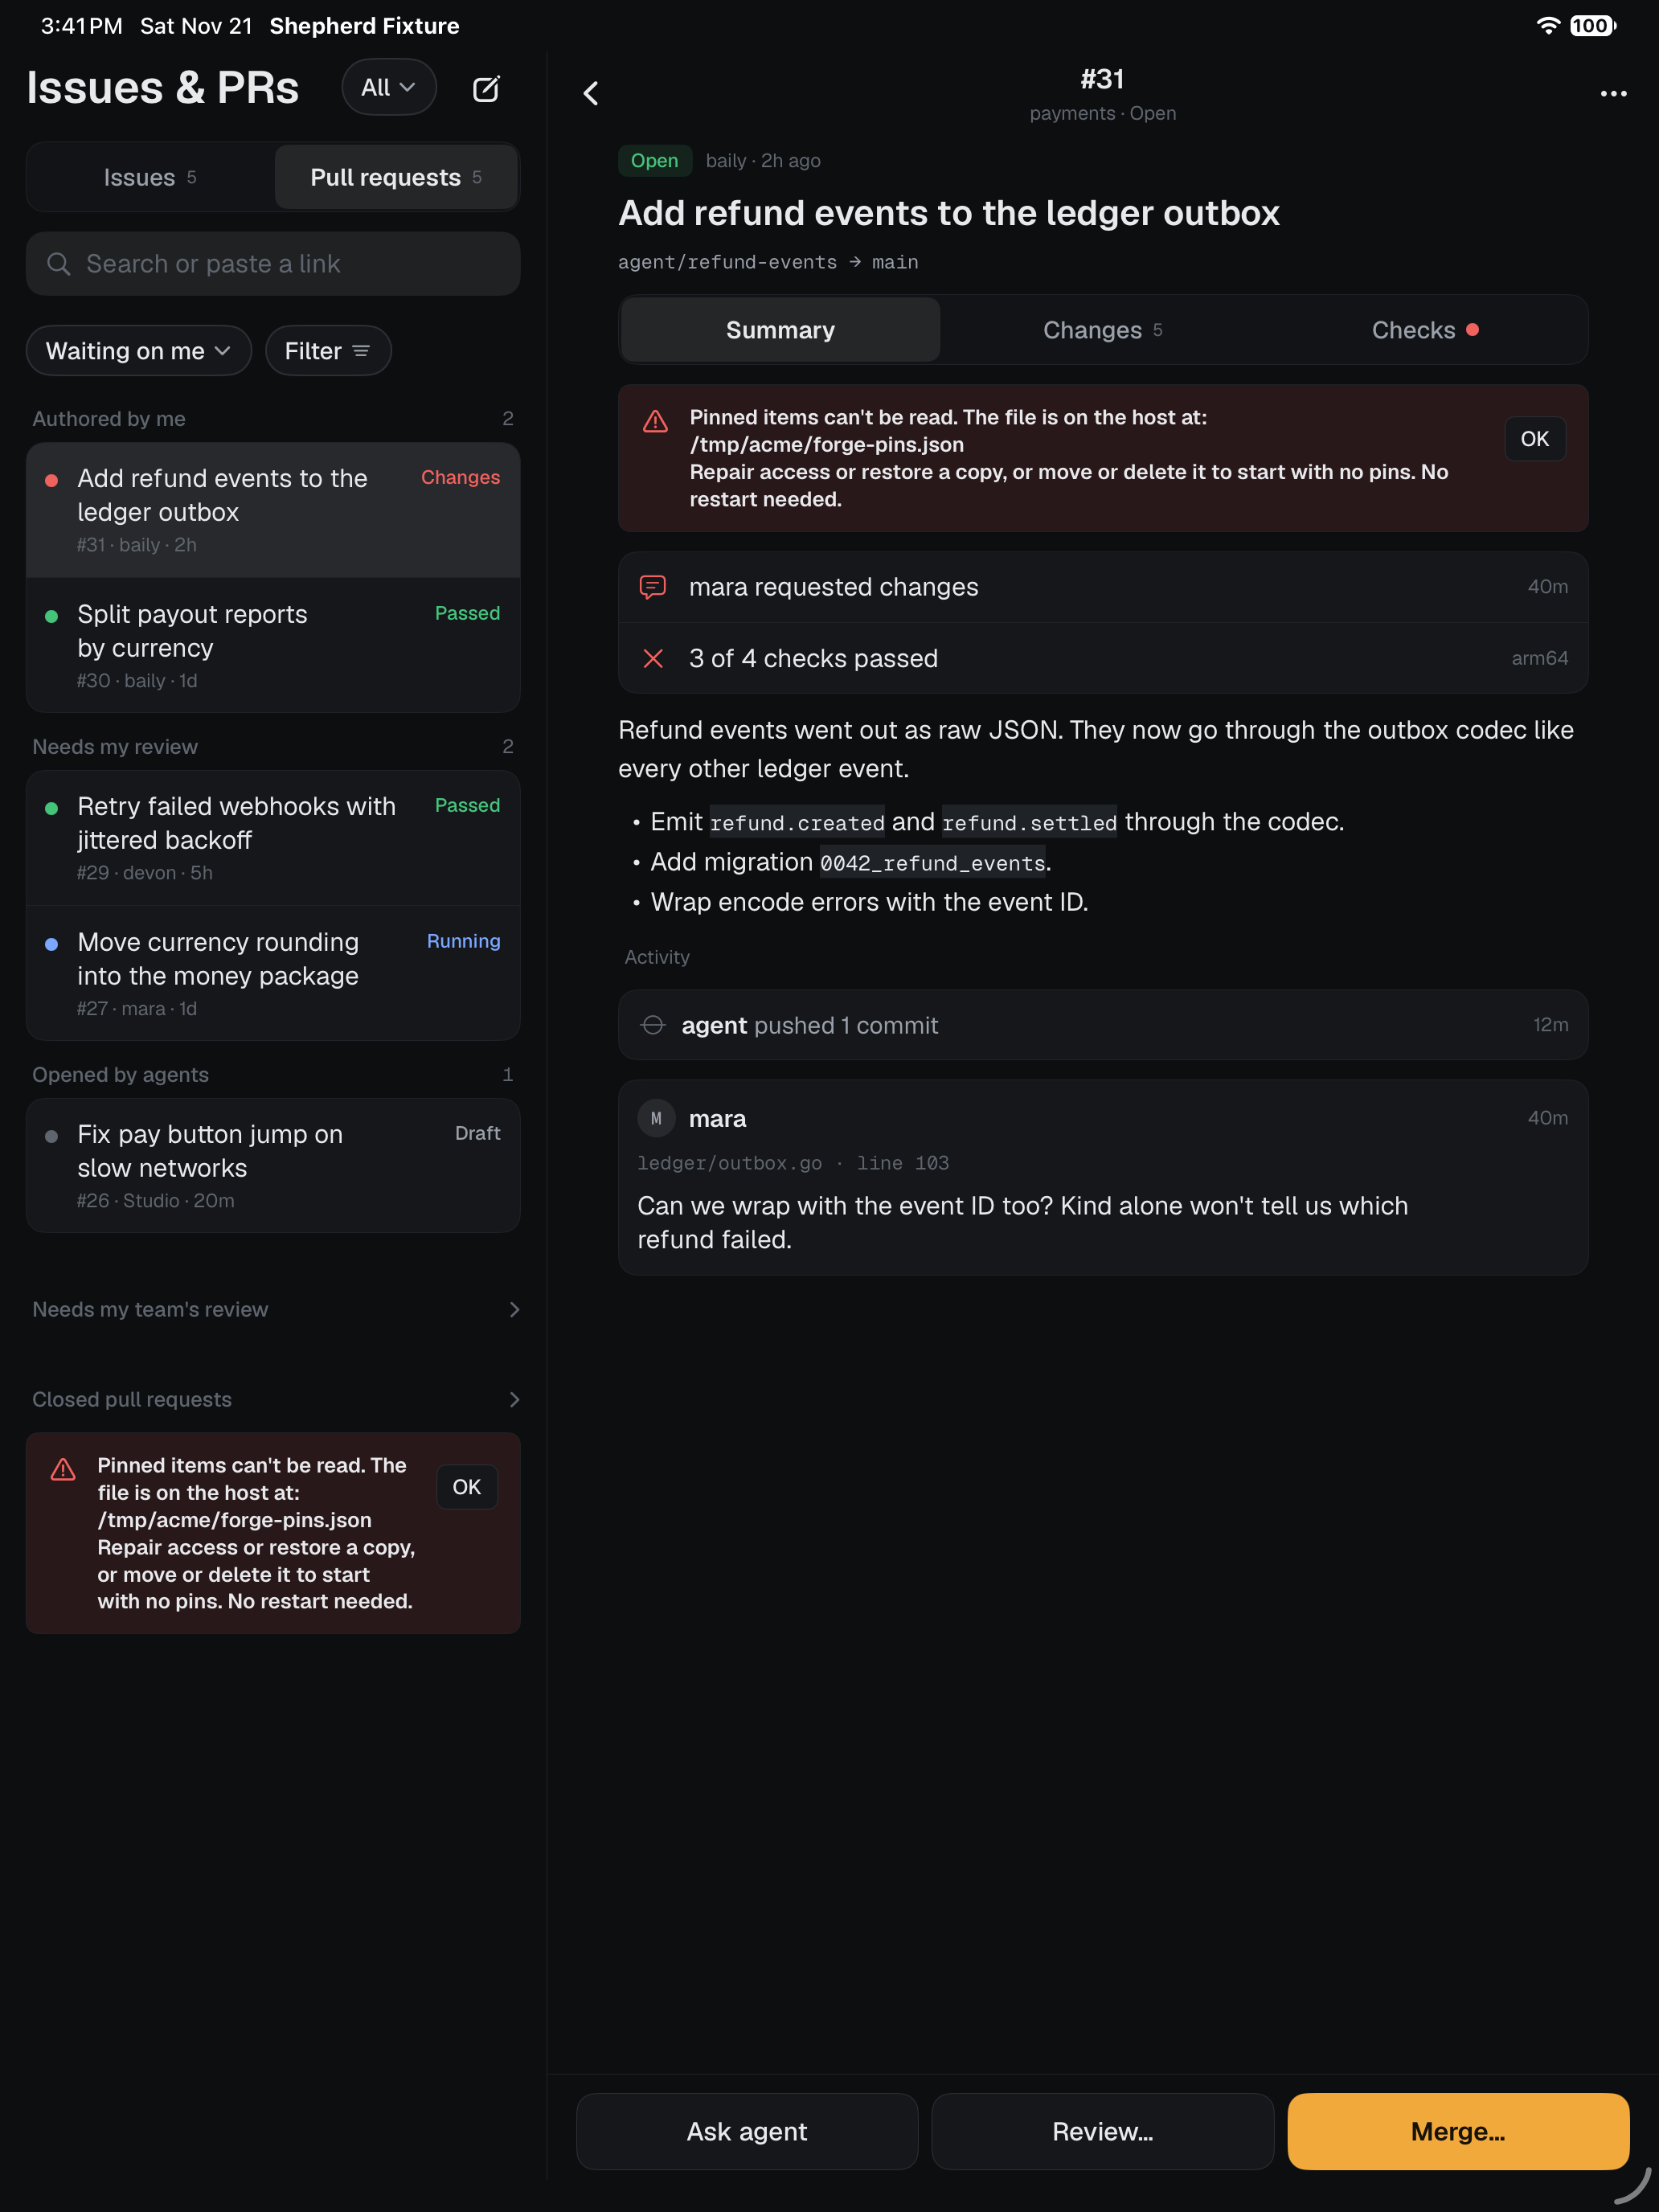 3:41 PM Sat Nov 21 Shepherd Fixture
100
Issues & PRs
All
Issues 5
Pull requests 5
Search or paste a link
Waiting on me
Filter
Authored by me 2
Add refund events to the
ledger outbox
Changes
#31 · baily · 2h
Split payout reports
by currency
Passed
#30 · baily · 1d
Needs my review 2
Retry failed webhooks with
jittered backoff
Passed
#29 · devon · 5h
Move currency rounding
into the money package
Running
#27 · mara · 1d
Opened by agents 1
Fix pay button jump on
slow networks
Draft
#26 · Studio · 20m
Needs my team's review
Closed pull requests
Pinned items can't be read. The
file is on the host at:
/tmp/acme/forge-pins.json
Repair access or restore a copy,
or move or delete it to start
with no pins. No restart needed.
OK
#31
payments · Open
Open
baily · 2h ago
Add refund events to the ledger outbox
agent/refund-events → main
Summary
Changes 5
Checks
Pinned items can't be read. The file is on the host at:
/tmp/acme/forge-pins.json
Repair access or restore a copy, or move or delete it to start with no pins. No
restart needed.
OK
mara requested changes 40m
3 of 4 checks passed arm64
Refund events went out as raw JSON. They now go through the outbox codec like
every other ledger event.
• Emit refund.created and refund.settled through the codec.
• Add migration 0042_refund_events.
• Wrap encode errors with the event ID.
Activity
agent pushed 1 commit 12m
M mara 40m
ledger/outbox.go · line 103
Can we wrap with the event ID too? Kind alone won't tell us which
refund failed.
Ask agent
Review…
Merge…